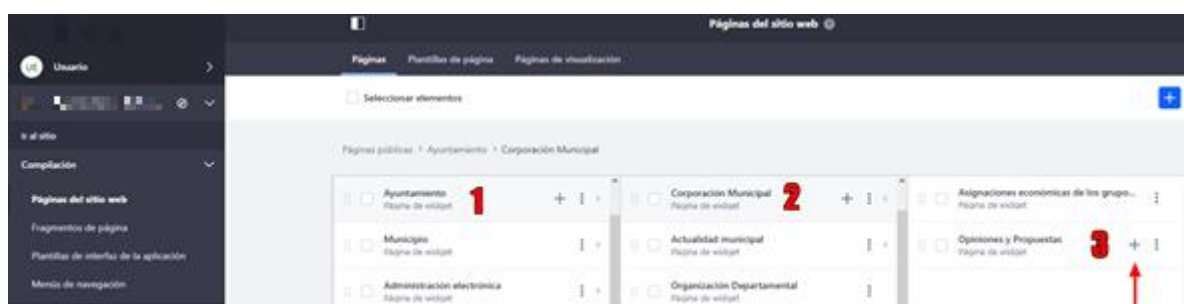 Páginas del sitio web
UE Usuario
Páginas Plantillas de página Páginas de visualización
Seleccionar elementos
Ir al sitio
Compilación
Páginas del sitio web
Fragmentos de página
Plantillas de interfaz de la aplicación
Menús de navegación
Páginas públicas > Ayuntamiento > Corporación Municipal
Ayuntamiento
Página de widget
1
Municipio
Página de widget
Administración electrónica
Página de widget
Corporación Municipal
Página de widget
2
Actualidad municipal
Página de widget
Organización Departamental
Página de widget
Asignaciones económicas de los grupo...
Página de widget
Opiniones y Propuestas
Página de widget
3